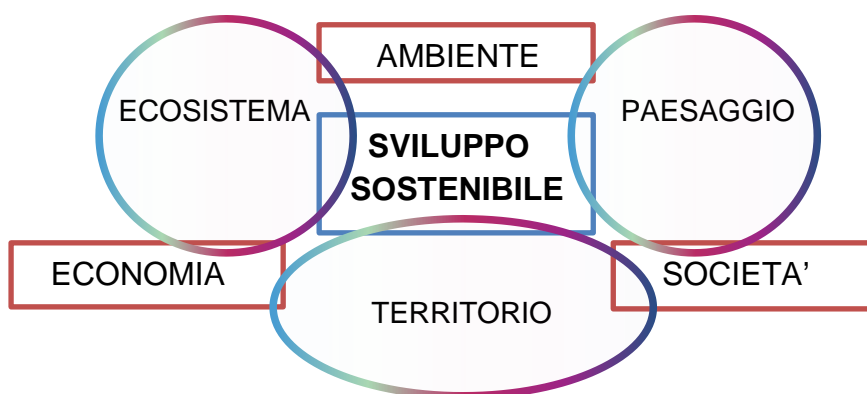 AMBIENTE
ECOSISTEMA
PAESAGGIO
SVILUPPO
SOSTENIBILE
ECONOMIA
SOCIETA’
TERRITORIO